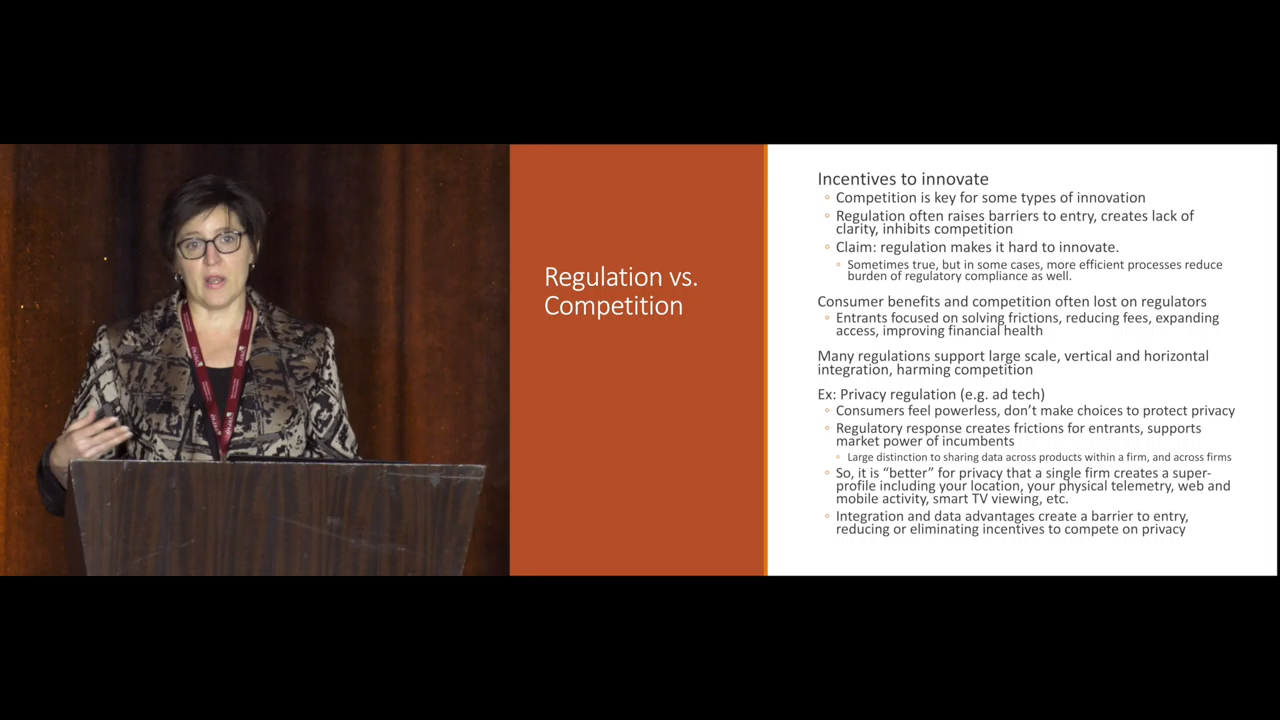 Regulation vs.
Competition
Incentives to innovate
◦ Competition is key for some types of innovation
◦ Regulation often raises barriers to entry, creates lack of
clarity, inhibits competition
◦ Claim: regulation makes it hard to innovate.
◦ Sometimes true, but in some cases, more efficient processes reduce
burden of regulatory compliance as well.
Consumer benefits and competition often lost on regulators
◦ Entrants focused on solving frictions, reducing fees, expanding
access, improving financial health
Many regulations support large scale, vertical and horizontal
integration, harming competition
Ex: Privacy regulation (e.g. ad tech)
◦ Consumers feel powerless, don’t make choices to protect privacy
◦ Regulatory response creates frictions for entrants, supports
market power of incumbents
◦ Large distinction to sharing data across products within a firm, and across firms
◦ So, it is “better” for privacy that a single firm creates a super-
profile including your location, your physical telemetry, web and
mobile activity, smart TV viewing, etc.
◦ Integration and data advantages create a barrier to entry,
reducing or eliminating incentives to compete on privacy